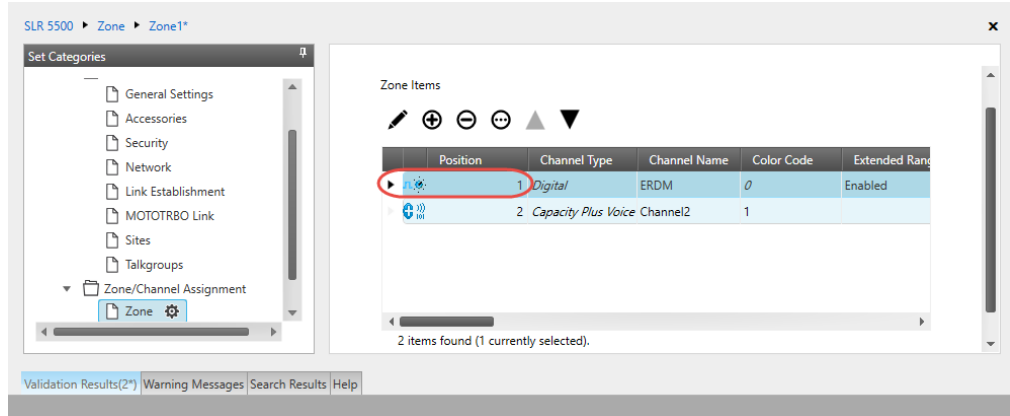 SLR 5500 ▸ Zone ▸ Zone1*
Set Categories
General Settings
Accessories
Security
Network
Link Establishment
MOTOTRBO Link
Sites
Talkgroups
Zone/Channel Assignment
Zone
Zone Items
Position Channel Type Channel Name Color Code Extended Rang
1 Digital ERDM 0 Enabled
2 Capacity Plus Voice Channel2 1
2 items found (1 currently selected).
Validation Results(2*) Warning Messages Search Results Help